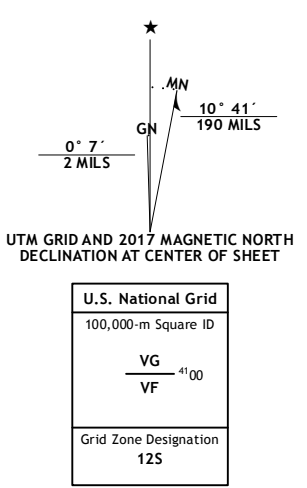 MN
10° 41´
190 MILS
GN
0° 7´
2 MILS
UTM GRID AND 2017 MAGNETIC NORTH
DECLINATION AT CENTER OF SHEET
U.S. National Grid
100,000-m Square ID
VG
4100
VF
Grid Zone Designation
12S